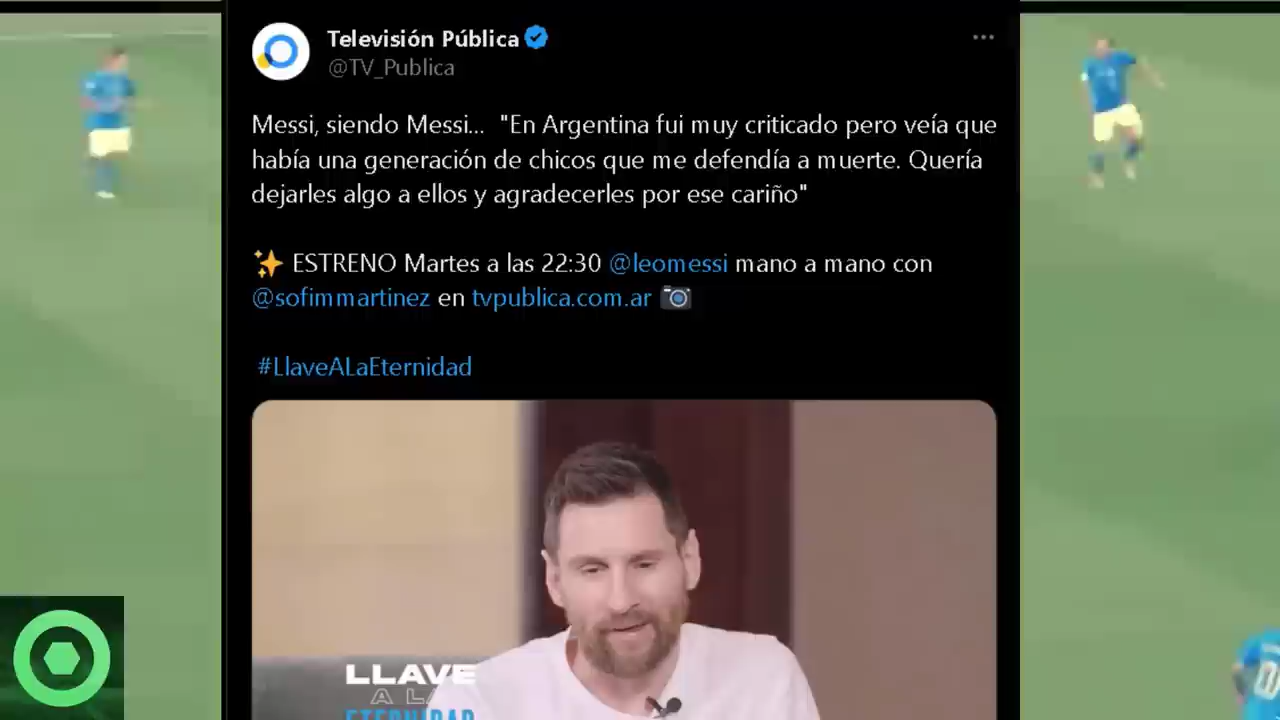 Televisión Pública
@TV_Publica
Messi, siendo Messi... "En Argentina fui muy criticado pero veía que
había una generación de chicos que me defendía a muerte. Quería
dejarles algo a ellos y agradecerles por ese cariño"
✨ ESTRENO Martes a las 22:30 @leomessi mano a mano con
@sofimmartinez en tvpublica.com.ar 📷
#LlaveALaEternidad
LLAVE
A LA
ETERNIDAD